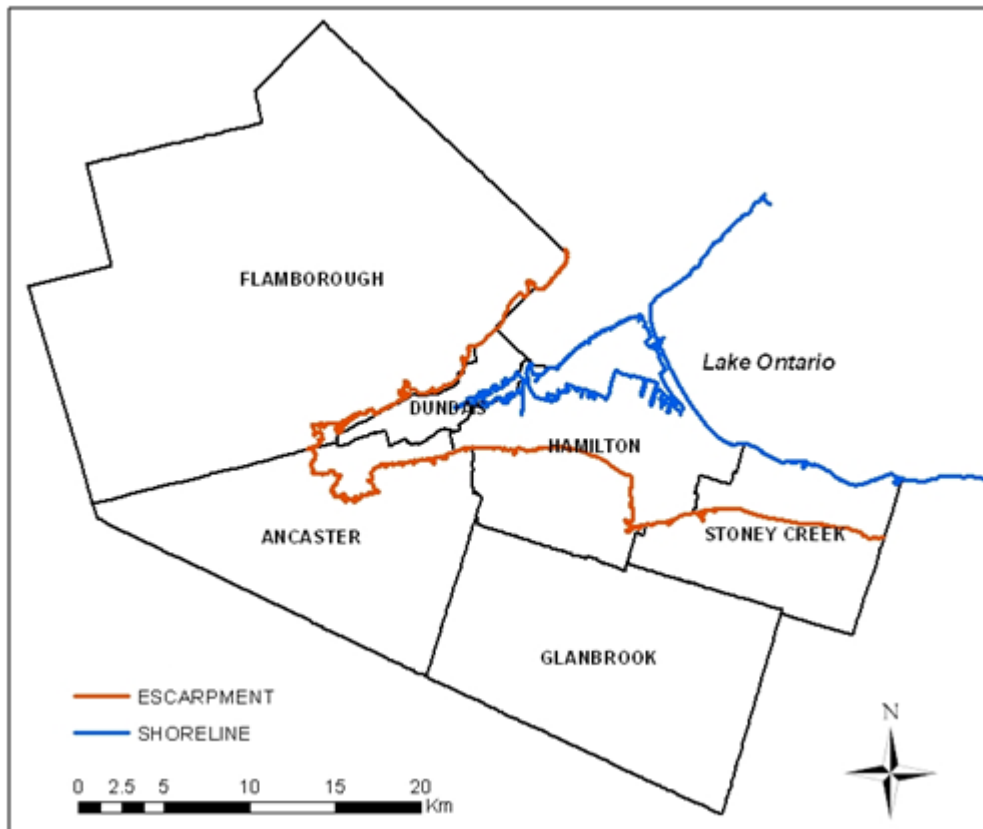 FLAMBOROUGH
Lake Ontario
DUNDAS
HAMILTON
ANCASTER
STONEY CREEK
GLANBROOK
ESCARPMENT
SHORELINE
N
0 2.5 5 10 15 20
Km